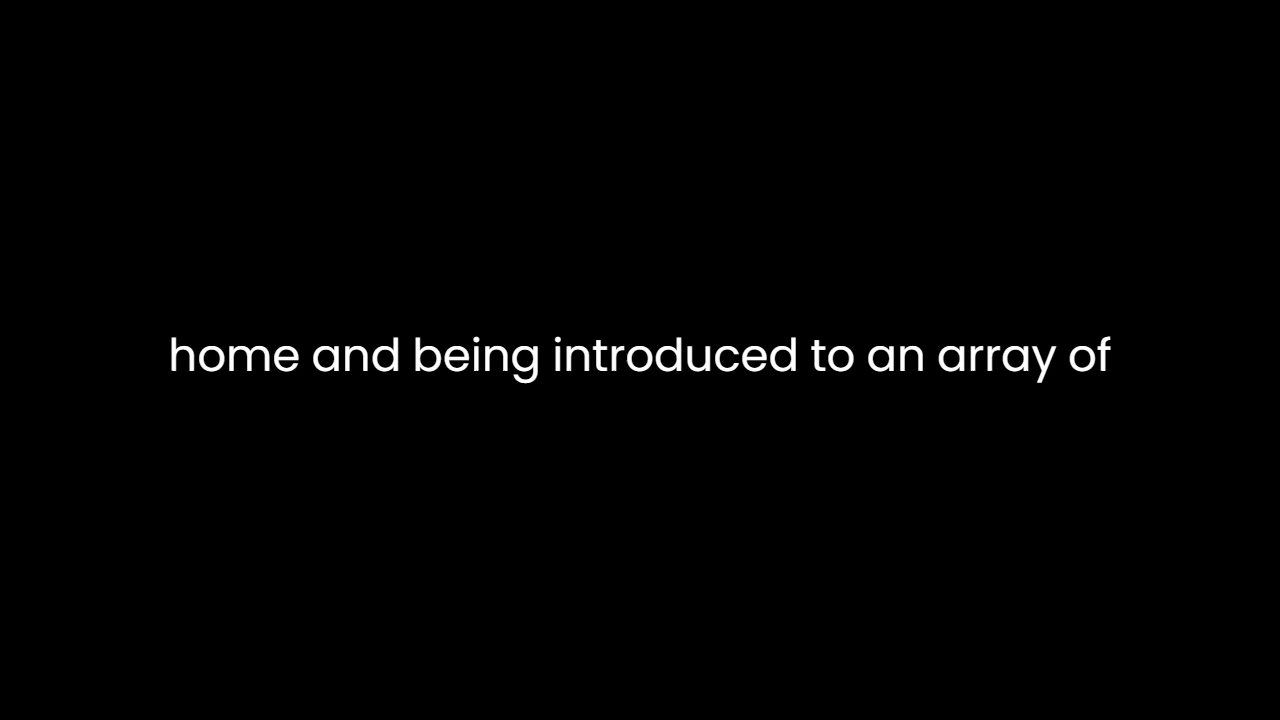 home and being introduced to an array of